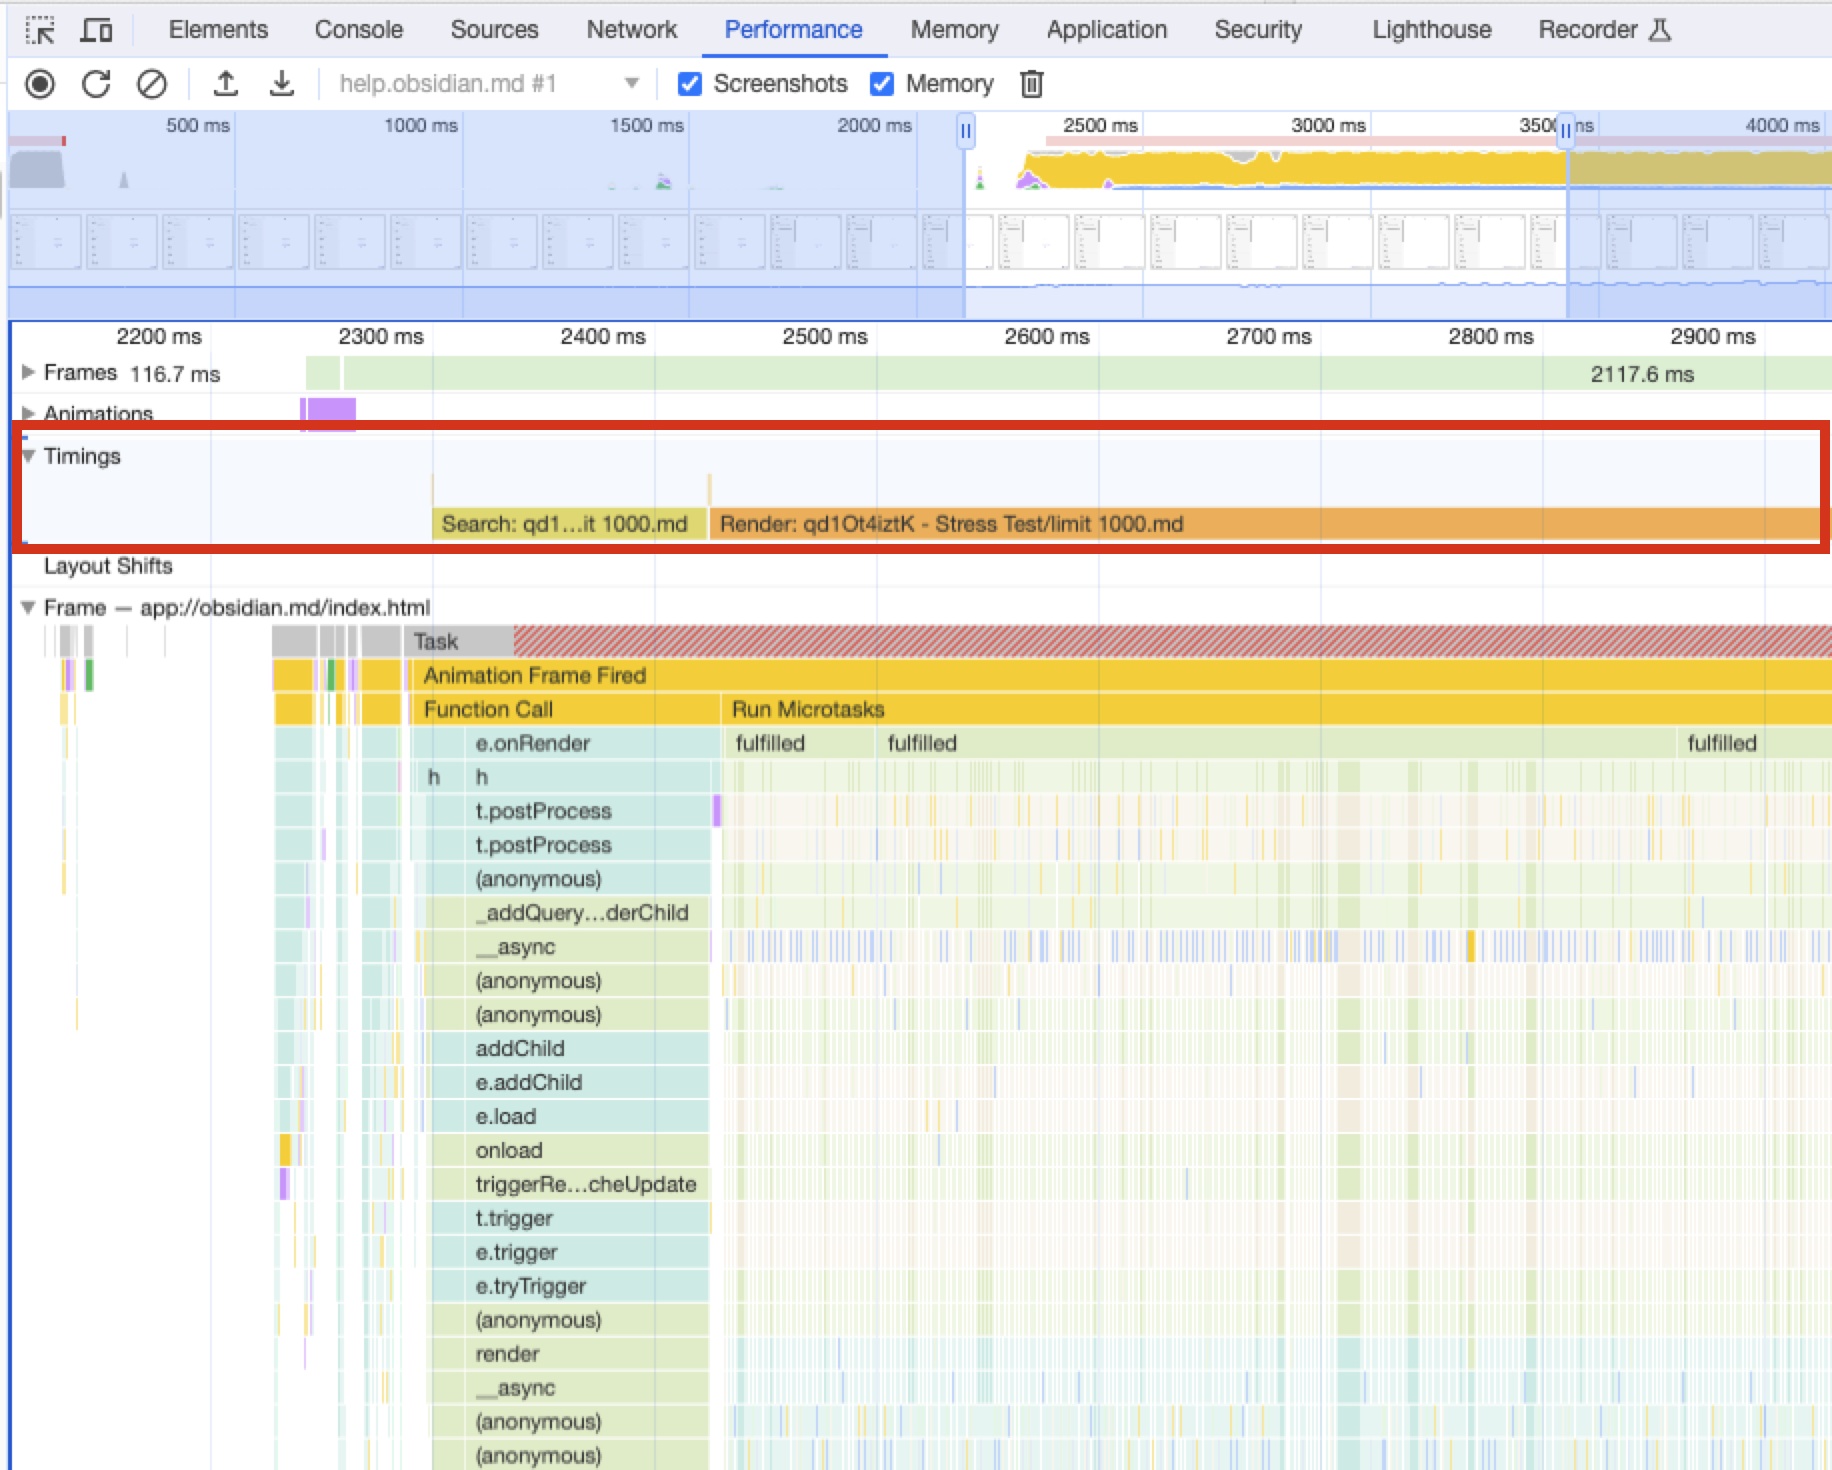 Elements Console Sources Network Performance Memory Application Security Lighthouse Recorder
help.obsidian.md #1 Screenshots Memory
500 ms 1000 ms 1500 ms 2000 ms 2500 ms 3000 ms 3500 ms 4000 ms
2200 ms 2300 ms 2400 ms 2500 ms 2600 ms 2700 ms 2800 ms 2900 ms
Frames 116.7 ms 2117.6 ms
Animations
Timings
Search: qd1…it 1000.md Render: qd1Ot4iztK - Stress Test/limit 1000.md
Layout Shifts
Frame — app://obsidian.md/index.html
Task
Animation Frame Fired
Function Call Run Microtasks
e.onRender fulfilled fulfilled fulfilled
h h
t.postProcess
t.postProcess
(anonymous)
_addQuery…derChild
__async
(anonymous)
(anonymous)
addChild
e.addChild
e.load
onload
triggerRe…cheUpdate
t.trigger
e.trigger
e.tryTrigger
(anonymous)
render
__async
(anonymous)
(anonymous)